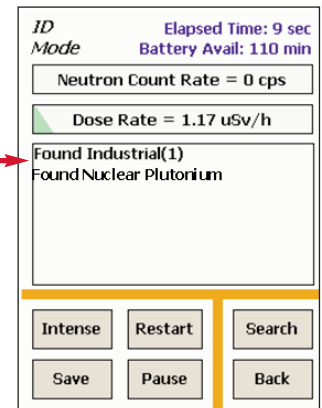 ID Elapsed Time: 9 sec
Mode Battery Avail: 110 min
Neutron Count Rate = 0 cps
Dose Rate = 1.17 uSv/h
Found Industrial(1)
Found Nuclear Plutonium
Intense Restart Search
Save Pause Back